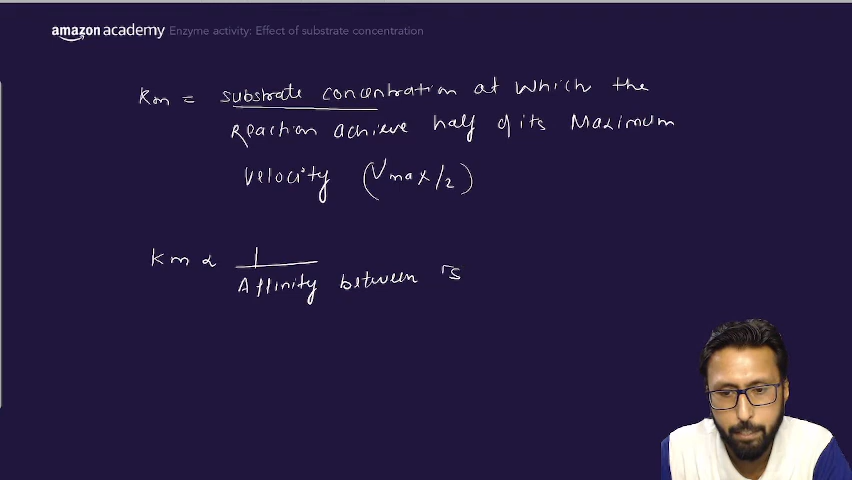 amazon academy Enzyme activity: Effect of substrate concentration
Km = substrate concentration at which the
Reaction achieve half of its Maximum
Velocity (Vmax/2)
Km ∝ 1
Affinity between